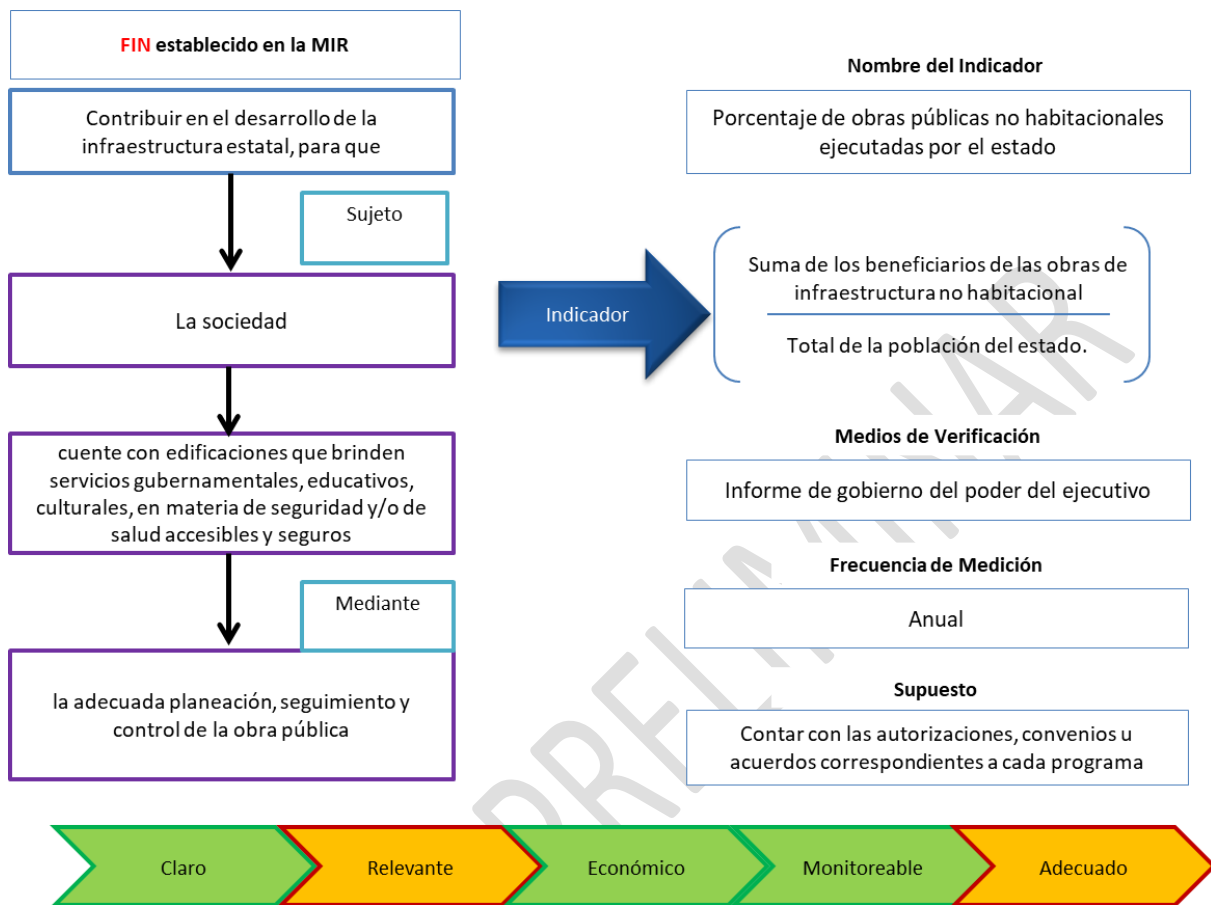 FIN establecido en la MIR
Contribuir en el desarrollo de la
infraestructura estatal, para que
Sujeto
La sociedad
cuente con edificaciones que brinden
servicios gubernamentales, educativos,
culturales, en materia de seguridad y/o de
salud accesibles y seguros
Mediante
la adecuada planeación, seguimiento y
control de la obra pública
Indicador
Nombre del Indicador
Porcentaje de obras públicas no habitacionales
ejecutadas por el estado
Suma de los beneficiarios de las obras de
infraestructura no habitacional
Total de la población del estado.
Medios de Verificación
Informe de gobierno del poder del ejecutivo
Frecuencia de Medición
Anual
Supuesto
Contar con las autorizaciones, convenios u
acuerdos correspondientes a cada programa
PRELIMINAR
Claro
Relevante
Económico
Monitoreable
Adecuado